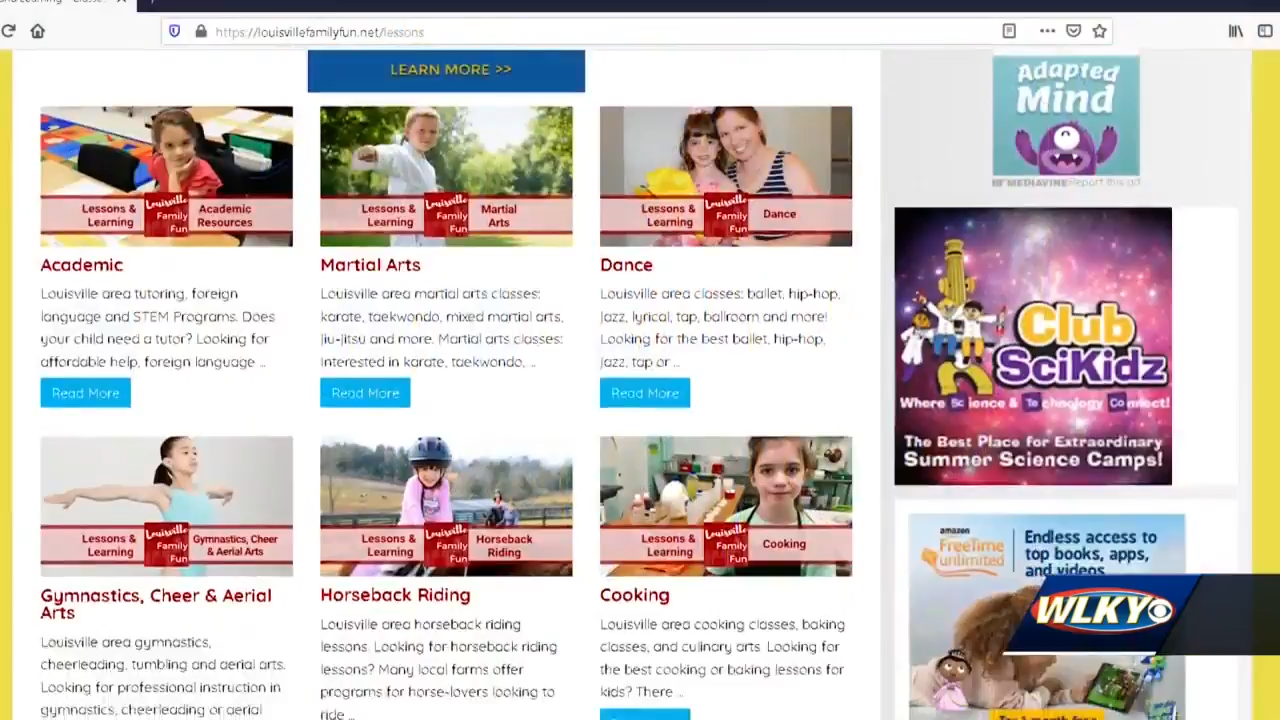 https://louisvillefamilyfun.net/lessons
LEARN MORE >>
Lessons &
Learning
Louisville
Family
Fun
Academic
Resources
Academic
Louisville area tutoring, foreign
language and STEM Programs. Does
your child need a tutor? Looking for
affordable help, foreign language ...
Read More
Lessons &
Learning
Louisville
Family
Fun
Martial
Arts
Martial Arts
Louisville area martial arts classes:
karate, taekwondo, mixed martial arts,
jiu-jitsu and more. Martial arts classes:
Interested in karate, taekwondo, ...
Read More
Lessons &
Learning
Louisville
Family
Fun
Dance
Dance
Louisville area classes: ballet, hip-hop,
jazz, lyrical, tap, ballroom and more!
Looking for the best ballet, hip-hop,
jazz, tap or ...
Read More
Lessons &
Learning
Louisville
Family
Fun
Gymnastics, Cheer
& Aerial Arts
Gymnastics, Cheer & Aerial
Arts
Louisville area gymnastics,
cheerleading, tumbling and aerial arts.
Looking for professional instruction in
gymnastics, cheerleading or aerial
Lessons &
Learning
Louisville
Family
Fun
Horseback
Riding
Horseback Riding
Louisville area horseback riding
lessons. Looking for horseback riding
lessons? Many local farms offer
programs for horse-lovers looking to
ride ...
Lessons &
Learning
Louisville
Family
Fun
Cooking
Cooking
Louisville area cooking classes, baking
classes, and culinary arts. Looking for
the best cooking or baking lessons for
kids? There ...
Adapted
Mind
MEDIAVINE
Report this ad
Club
SciKidz
Where Science & Technology Connect!
The Best Place for Extraordinary
Summer Science Camps!
amazon
FreeTime
unlimited
Endless access to
top books, apps,
and videos
WLKY